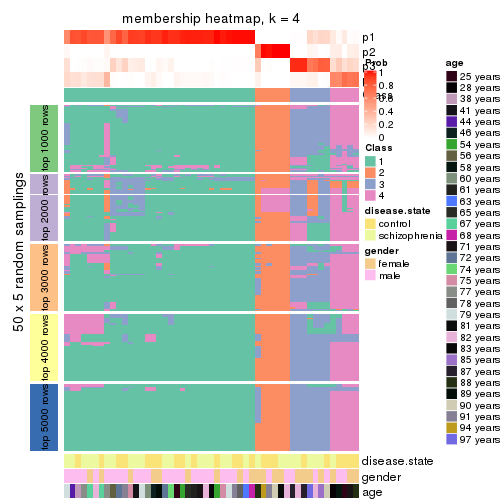 membership heatmap, k = 4
p1
p2
p3
Prob
1
0.8
0.6
0.4
0.2
0
Class
1
2
3
4
disease.state
control
schizophrenia
gender
female
male
age
25 years
28 years
38 years
41 years
44 years
46 years
54 years
56 years
58 years
60 years
61 years
63 years
65 years
67 years
68 years
71 years
72 years
74 years
75 years
77 years
78 years
79 years
81 years
82 years
83 years
85 years
87 years
88 years
89 years
90 years
91 years
94 years
97 years
50 x 5 random samplings
top 1000 rows
top 2000 rows
top 3000 rows
top 4000 rows
top 5000 rows
disease.state
gender
age